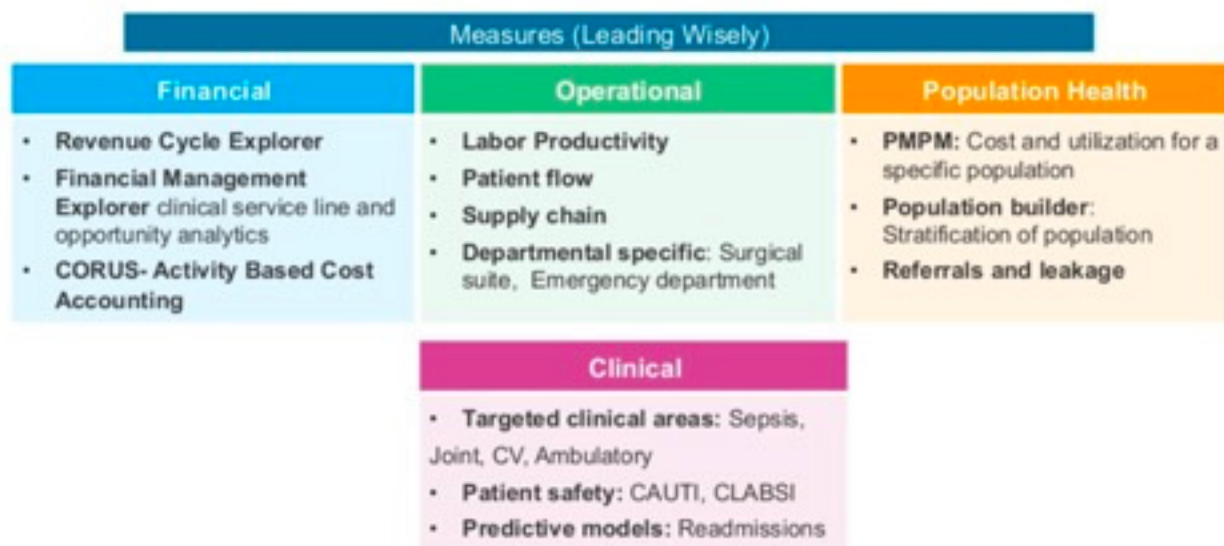 Measures (Leading Wisely)
Financial
• Revenue Cycle Explorer
• Financial Management
Explorer clinical service line and
opportunity analytics
• CORUS- Activity Based Cost
Accounting
Operational
• Labor Productivity
• Patient flow
• Supply chain
• Departmental specific: Surgical
suite, Emergency department
Population Health
• PMPM: Cost and utilization for a
specific population
• Population builder:
Stratification of population
• Referrals and leakage
Clinical
• Targeted clinical areas: Sepsis,
Joint, CV, Ambulatory
• Patient safety: CAUTI, CLABSI
• Predictive models: Readmissions